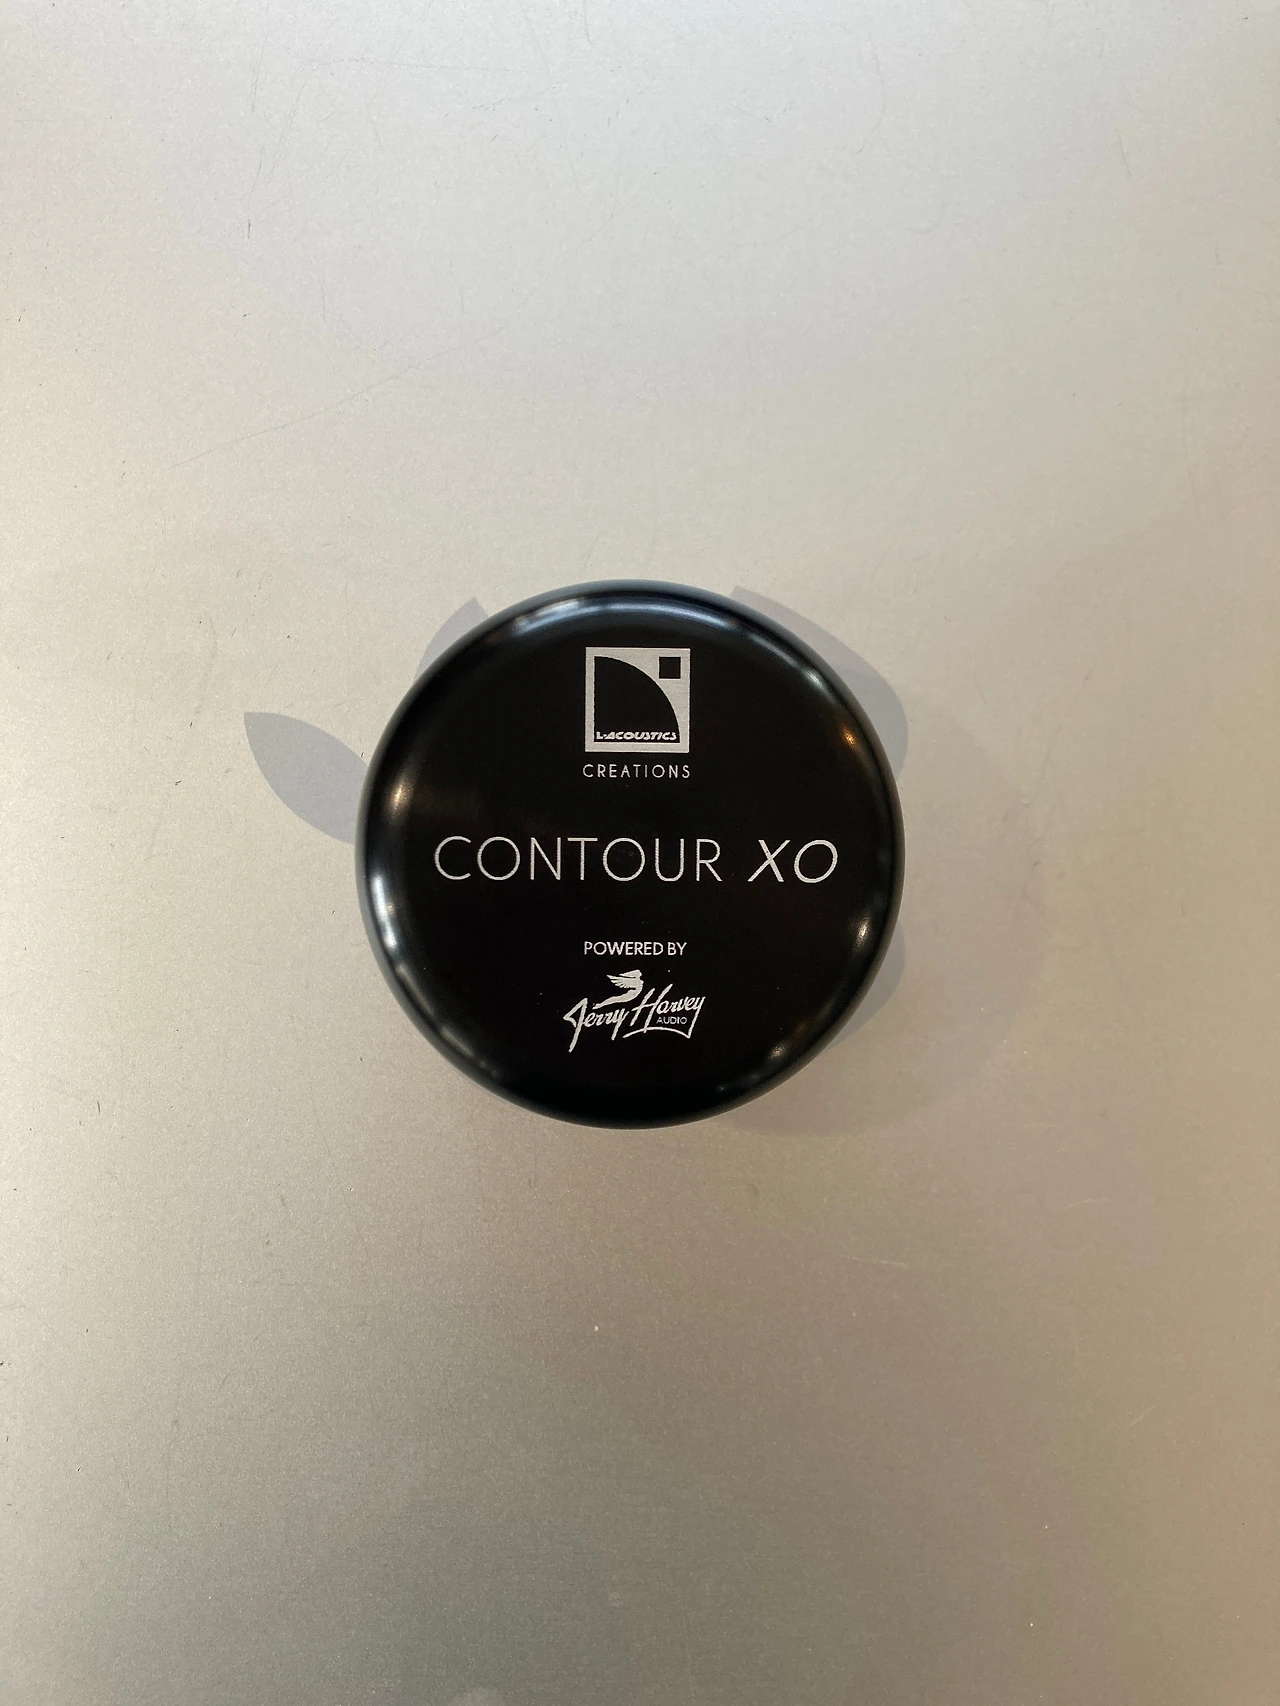 L-ACOUSTICS
CREATIONS
CONTOUR XO
POWERED BY
Jerry Harvey
AUDIO